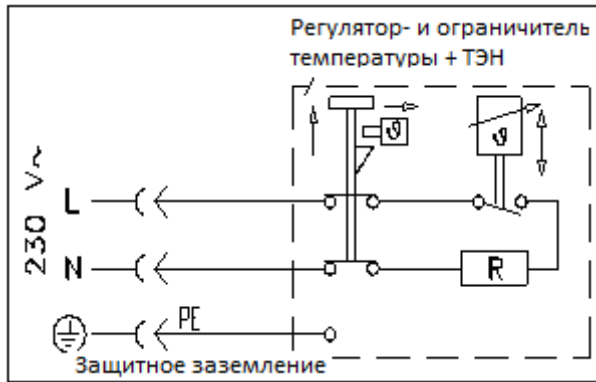 Регулятор- и ограничитель
температуры + ТЭН
ϑ
ϑ
230 V~
L
N
R
PE
Защитное заземление